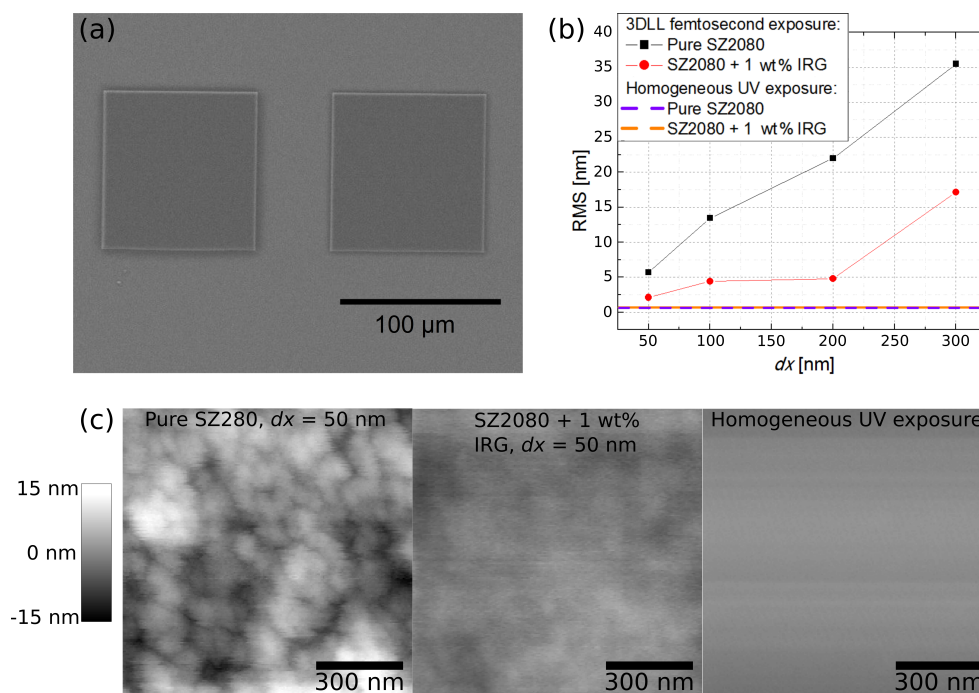 (a)
100 µm
(b)
3DLL femtosecond exposure:
Pure SZ2080
SZ2080 + 1 wt% IRG
Homogeneous UV exposure:
Pure SZ2080
SZ2080 + 1 wt% IRG
RMS [nm]
40
35
30
25
20
15
10
5
0
50 100 150 200 250 300
dx [nm]
(c)
15 nm
0 nm
-15 nm
Pure SZ280, dx = 50 nm
300 nm
SZ2080 + 1 wt%
IRG, dx = 50 nm
300 nm
Homogeneous UV exposure
300 nm